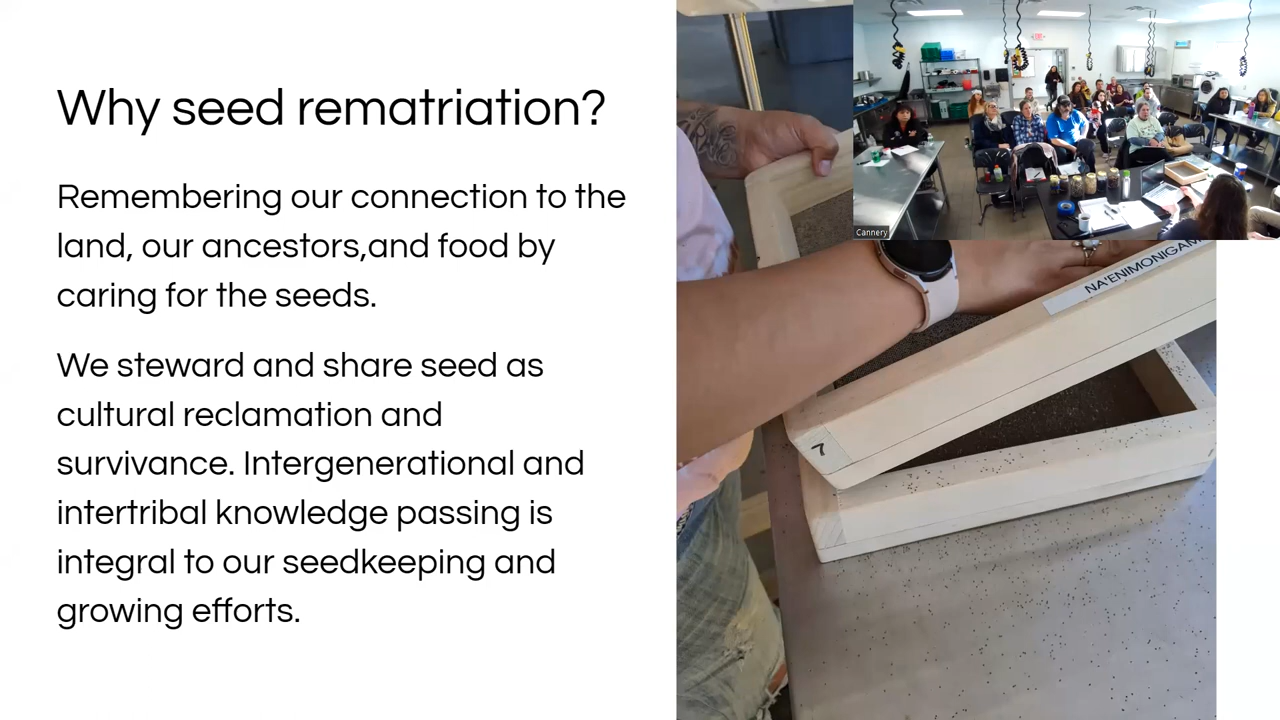 Why seed rematriation?
Remembering our connection to the
land, our ancestors,and food by
caring for the seeds.
We steward and share seed as
cultural reclamation and
survivance. Intergenerational and
intertribal knowledge passing is
integral to our seedkeeping and
growing efforts.
Cannery
EXIT
7